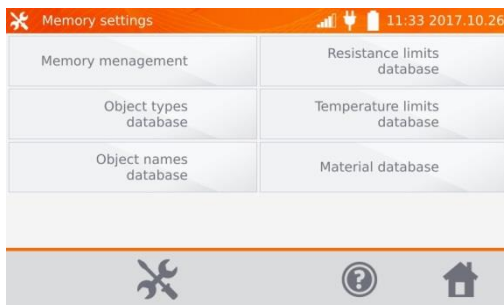 Memory settings
11:33 2017.10.26
Memory menagement
Resistance limits
database
Object types
database
Temperature limits
database
Object names
database
Material database
?